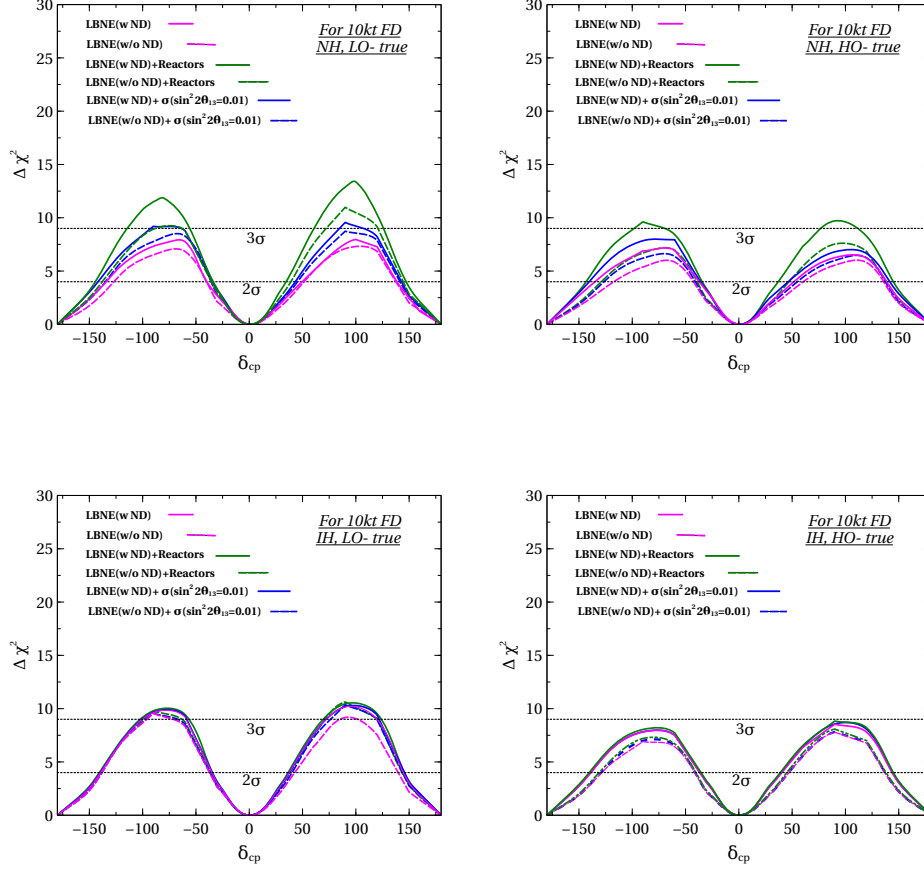 30
25
20
15
10
5
0
Δ χ²
LBNE(w ND)
LBNE(w/o ND)
LBNE(w ND)+Reactors
LBNE(w/o ND)+Reactors
LBNE(w ND)+ σ(sin²2θ₁₃=0.01)
LBNE(w/o ND)+ σ(sin²2θ₁₃=0.01)
For 10kt FD
NH, LO- true
3σ
2σ
−150 −100 −50 0 50 100 150
δcp
30
25
20
15
10
5
0
Δ χ²
LBNE(w ND)
LBNE(w/o ND)
LBNE(w ND)+Reactors
LBNE(w/o ND)+Reactors
LBNE(w ND)+ σ(sin²2θ₁₃=0.01)
LBNE(w/o ND)+ σ(sin²2θ₁₃=0.01)
For 10kt FD
NH, HO- true
3σ
2σ
−150 −100 −50 0 50 100 150
δcp
30
25
20
15
10
5
0
Δ χ²
LBNE(w ND)
LBNE(w/o ND)
LBNE(w ND)+Reactors
LBNE(w/o ND)+Reactors
LBNE(w ND)+ σ(sin²2θ₁₃=0.01)
LBNE(w/o ND)+ σ(sin²2θ₁₃=0.01)
For 10kt FD
IH, LO- true
3σ
2σ
−150 −100 −50 0 50 100 150
δcp
30
25
20
15
10
5
0
Δ χ²
LBNE(w ND)
LBNE(w/o ND)
LBNE(w ND)+Reactors
LBNE(w/o ND)+Reactors
LBNE(w ND)+ σ(sin²2θ₁₃=0.01)
LBNE(w/o ND)+ σ(sin²2θ₁₃=0.01)
For 10kt FD
IH, HO- true
3σ
2σ
−150 −100 −50 0 50 100 150
δcp